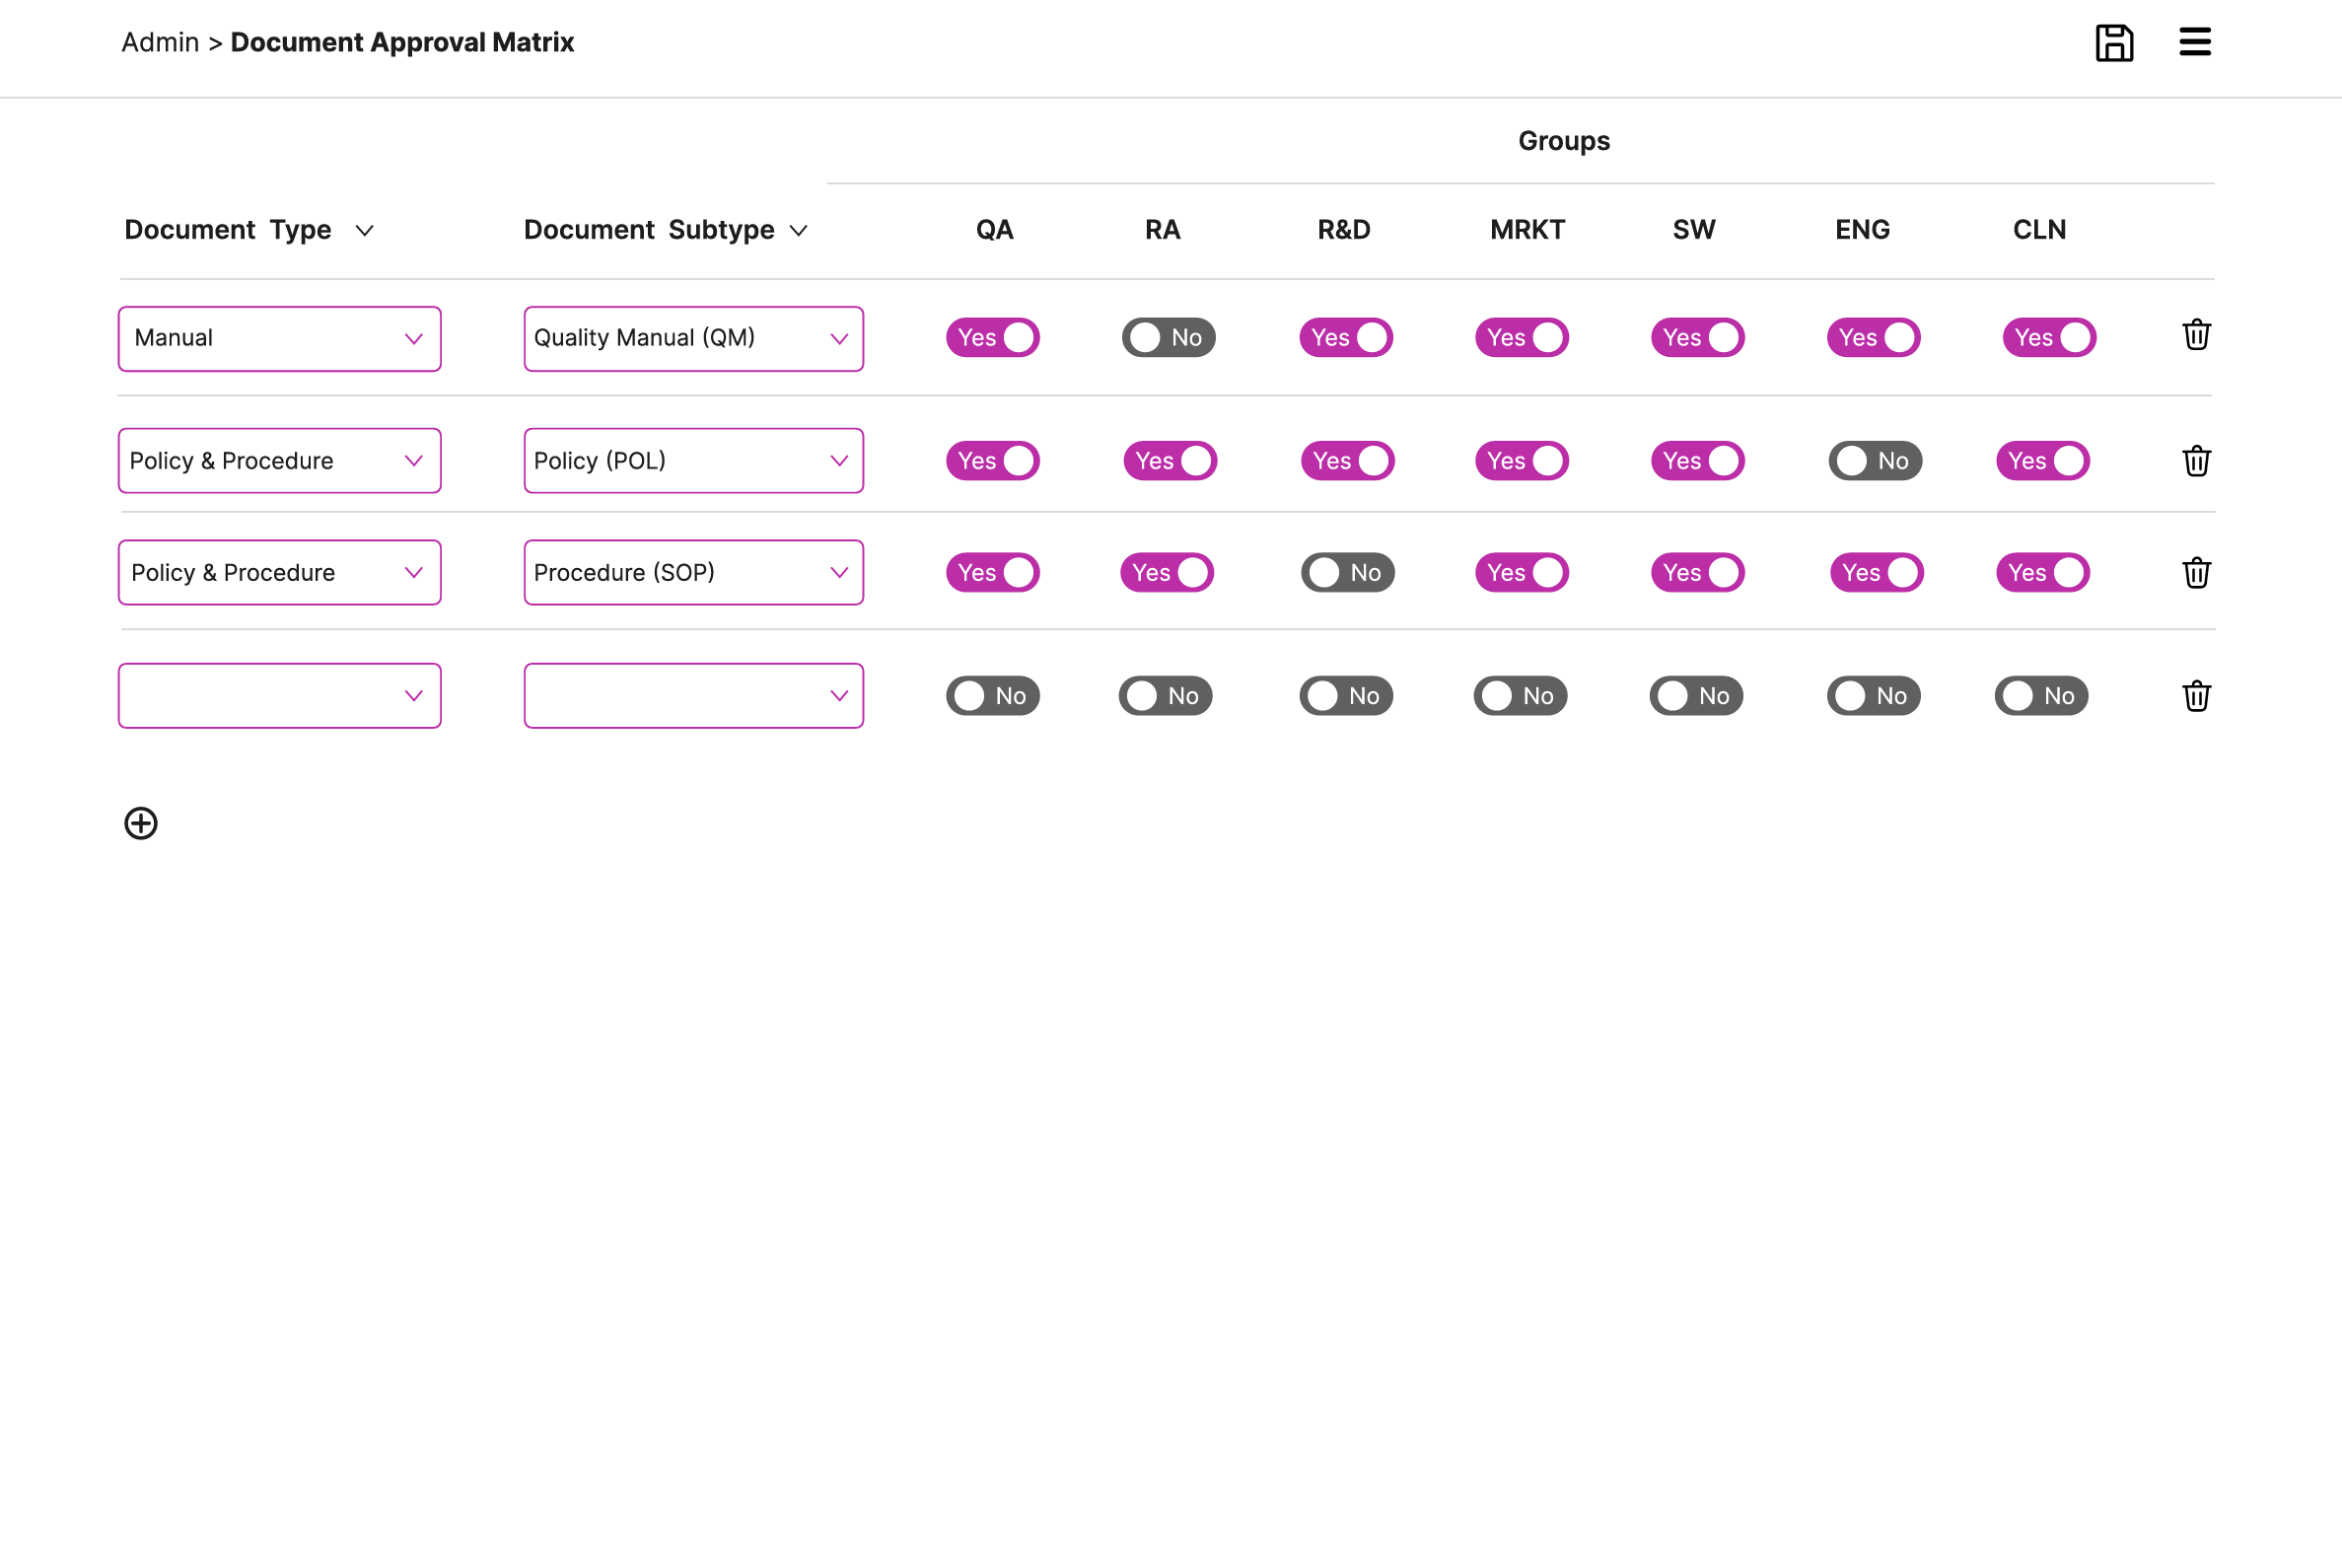 Admin > Document Approval Matrix
Groups
Document Type Document Subtype QA RA R&D MRKT SW ENG CLN
Manual Quality Manual (QM) Yes No Yes Yes Yes Yes Yes
Policy & Procedure Policy (POL) Yes Yes Yes Yes Yes No Yes
Policy & Procedure Procedure (SOP) Yes Yes No Yes Yes Yes Yes
No No No No No No No